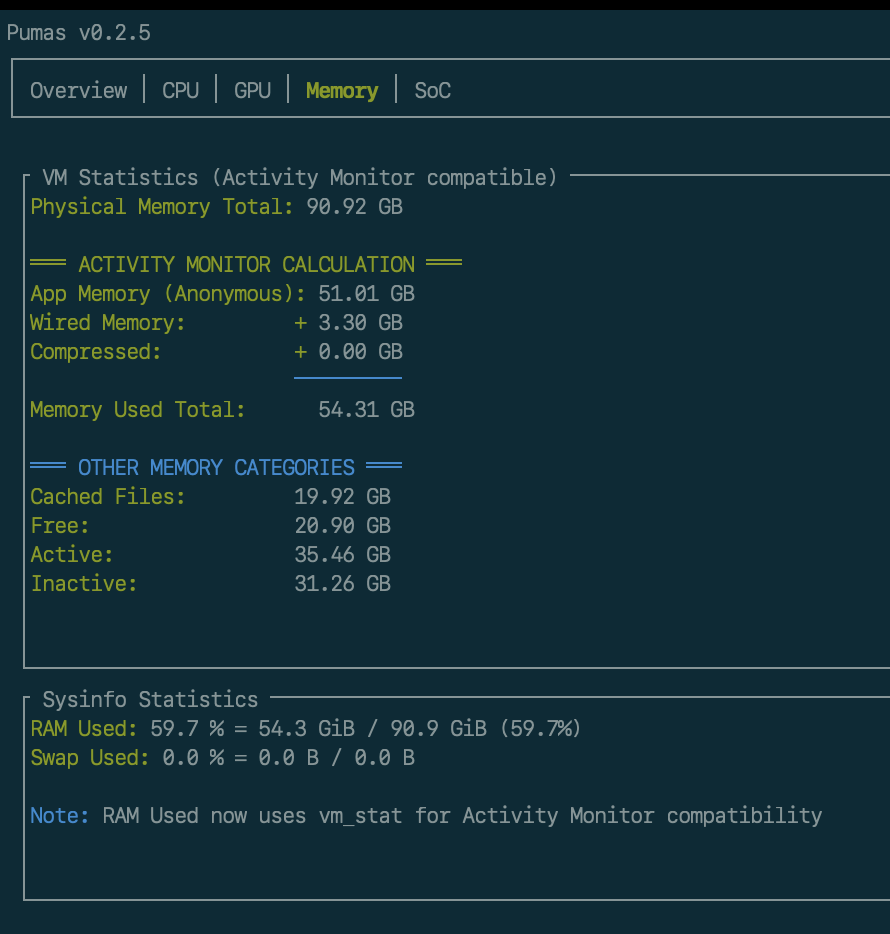 Pumas v0.2.5
Overview │ CPU │ GPU │ Memory │ SoC
VM Statistics (Activity Monitor compatible)
Physical Memory Total: 90.92 GB
═══ ACTIVITY MONITOR CALCULATION ═══
App Memory (Anonymous): 51.01 GB
Wired Memory: + 3.30 GB
Compressed: + 0.00 GB
Memory Used Total: 54.31 GB
═══ OTHER MEMORY CATEGORIES ═══
Cached Files: 19.92 GB
Free: 20.90 GB
Active: 35.46 GB
Inactive: 31.26 GB
Sysinfo Statistics
RAM Used: 59.7 % = 54.3 GiB / 90.9 GiB (59.7%)
Swap Used: 0.0 % = 0.0 B / 0.0 B
Note: RAM Used now uses vm_stat for Activity Monitor compatibility